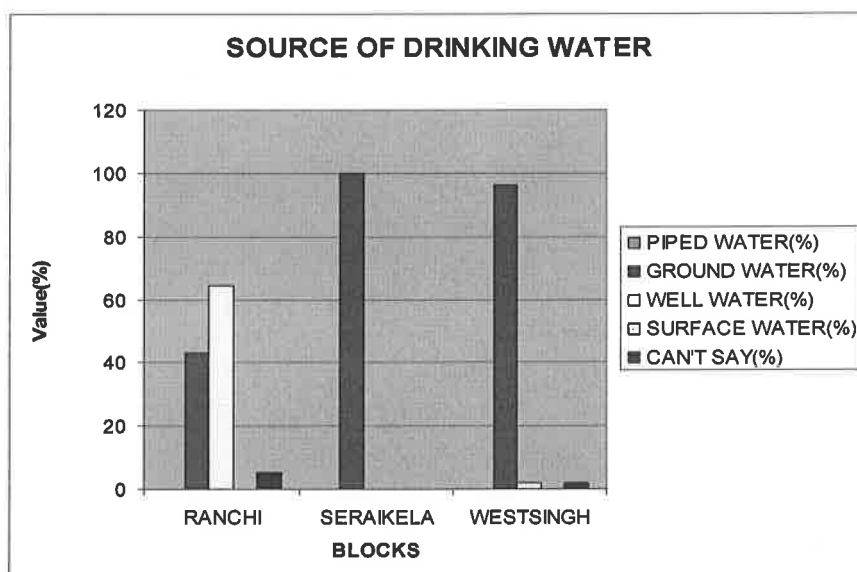 SOURCE OF DRINKING WATER
120
100
80
60
40
20
0
Value(%)
RANCHI SERAIKELA WESTSINGH
BLOCKS
PIPED WATER(%)
GROUND WATER(%)
WELL WATER(%)
SURFACE WATER(%)
CAN'T SAY(%)